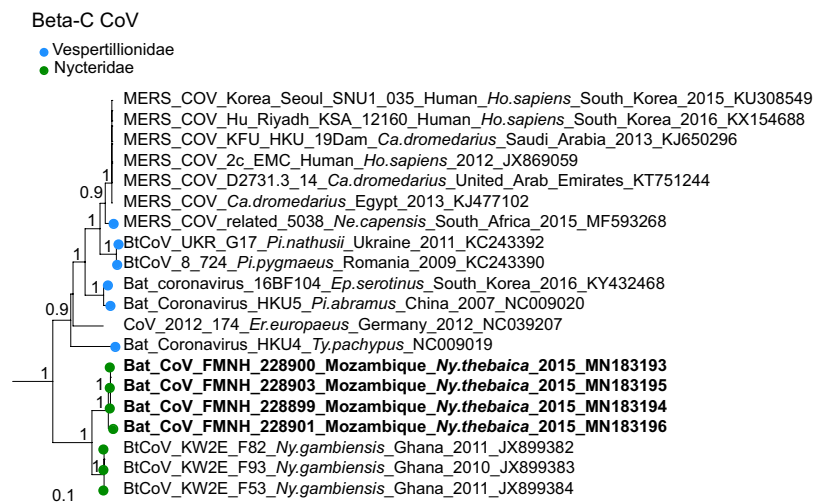 Beta-C CoV
Vespertillionidae
Nycteridae
MERS_COV_Korea_Seoul_SNU1_035_Human_Ho.sapiens_South_Korea_2015_KU308549
MERS_COV_Hu_Riyadh_KSA_12160_Human_Ho.sapiens_South_Korea_2016_KX154688
MERS_COV_KFU_HKU_19Dam_Ca.dromedarius_Saudi_Arabia_2013_KJ650296
MERS_COV_2c_EMC_Human_Ho.sapiens_2012_JX869059
1 MERS_COV_D2731.3_14_Ca.dromedarius_United_Arab_Emirates_KT751244
0.9 MERS_COV_Ca.dromedarius_Egypt_2013_KJ477102
1 MERS_COV_related_5038_Ne.capensis_South_Africa_2015_MF593268
1 BtCoV_UKR_G17_Pi.nathusii_Ukraine_2011_KC243392
1 BtCoV_8_724_Pi.pygmaeus_Romania_2009_KC243390
1 Bat_coronavirus_16BF104_Ep.serotinus_South_Korea_2016_KY432468
Bat_Coronavirus_HKU5_Pi.abramus_China_2007_NC009020
0.9 CoV_2012_174_Er.europaeus_Germany_2012_NC039207
Bat_Coronavirus_HKU4_Ty.pachypus_NC009019
Bat_CoV_FMNH_228900_Mozambique_Ny.thebaica_2015_MN183193
1 1 Bat_CoV_FMNH_228903_Mozambique_Ny.thebaica_2015_MN183195
Bat_CoV_FMNH_228899_Mozambique_Ny.thebaica_2015_MN183194
1 Bat_CoV_FMNH_228901_Mozambique_Ny.thebaica_2015_MN183196
BtCoV_KW2E_F82_Ny.gambiensis_Ghana_2011_JX899382
1 BtCoV_KW2E_F93_Ny.gambiensis_Ghana_2010_JX899383
BtCoV_KW2E_F53_Ny.gambiensis_Ghana_2011_JX899384
0.1